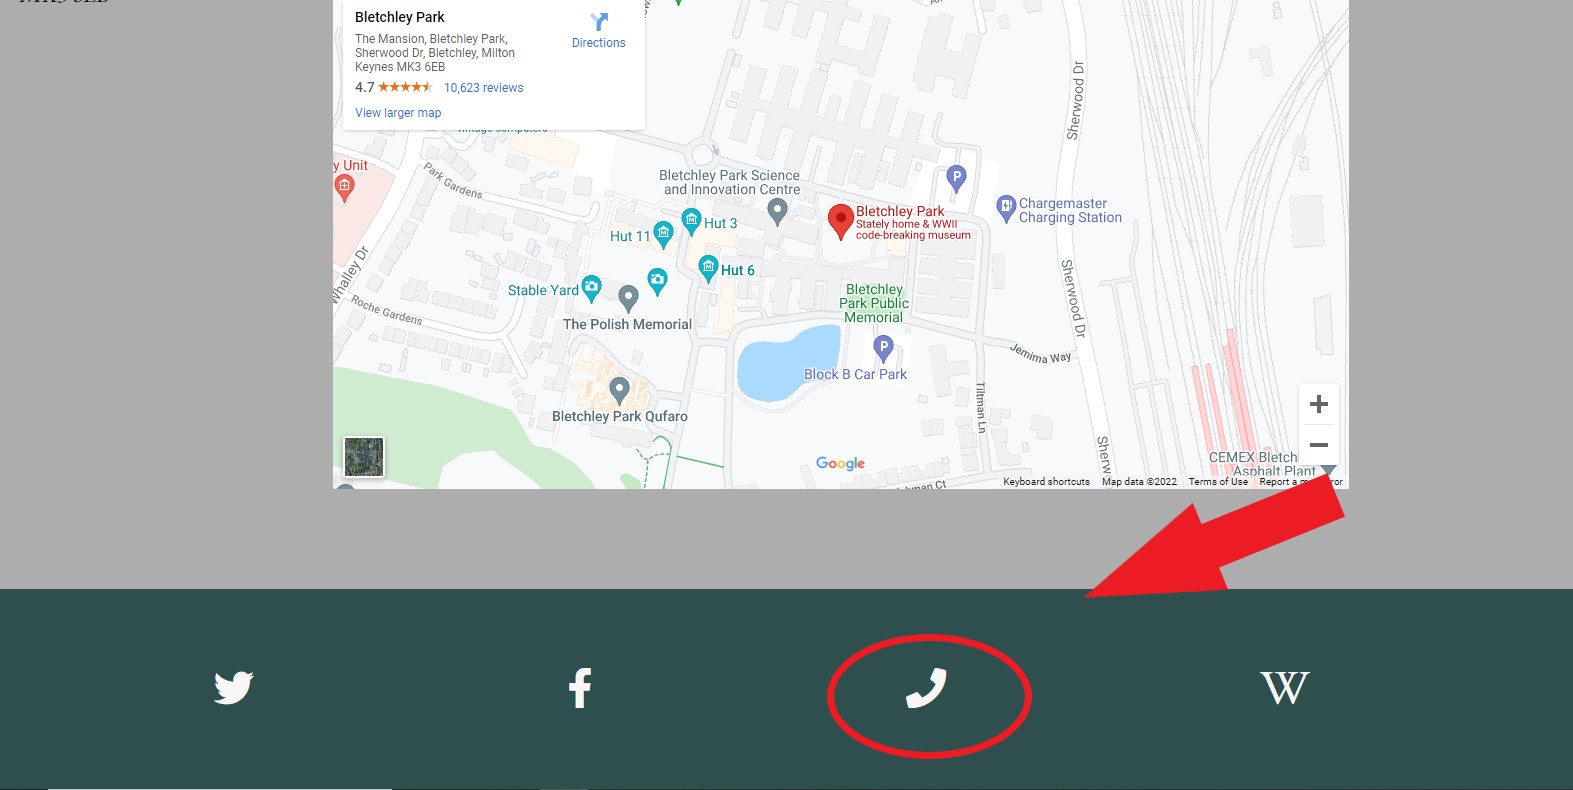 Bletchley Park
Directions
The Mansion, Bletchley Park,
Sherwood Dr, Bletchley, Milton
Keynes MK3 6EB
4.7
10,623 reviews
View larger map
vintage computers
Sherwood Dr
y Unit
Park Gardens
Bletchley Park Science
and Innovation Centre
P
Chargemaster
Charging Station
Bletchley Park
Stately home & WWII
code-breaking museum
Hut 3
Hut 11
Hut 6
Whalley Dr
Stable Yard
Roche Gardens
The Polish Memorial
Bletchley
Park Public
Memorial
Sherwood Dr
P
Block B Car Park
Jemima Way
Tiltman Ln
Bletchley Park Qufaro
Sherw
CEMEX Bletch
Asphalt Plant
Google
Keyboard shortcuts
Map data ©2022
Terms of Use
Report a m
ror
W